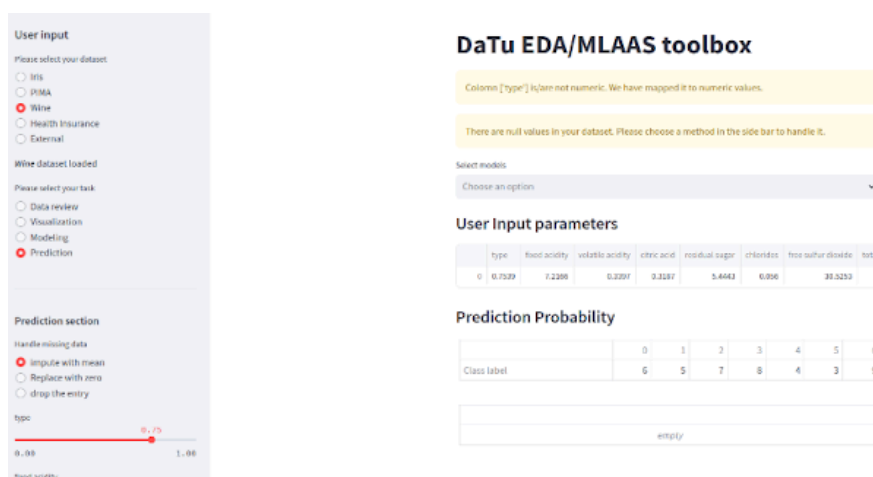 User input
Please select your dataset
Iris
PIMA
Wine
Health Insurance
External
Wine dataset loaded
Please select your task
Data review
Visualization
Modeling
Prediction
Prediction section
Handle missing data
impute with mean
Replace with zero
drop the entry
type
0.75
0.00 1.00
fixed acidity
DaTu EDA/MLAAS toolbox
Colomn ['type'] is/are not numeric. We have mapped it to numeric values.
There are null values in your dataset. Please choose a method in the side bar to handle it.
Select models
Choose an option
User Input parameters
type fixed acidity volatile acidity citric acid residual sugar chlorides free sulfur dioxide
0 0.7539 7.2166 0.3397 0.3187 5.4443 0.056 30.5253
Prediction Probability
0 1 2 3 4 5
Class label 6 5 7 8 4 3
empty